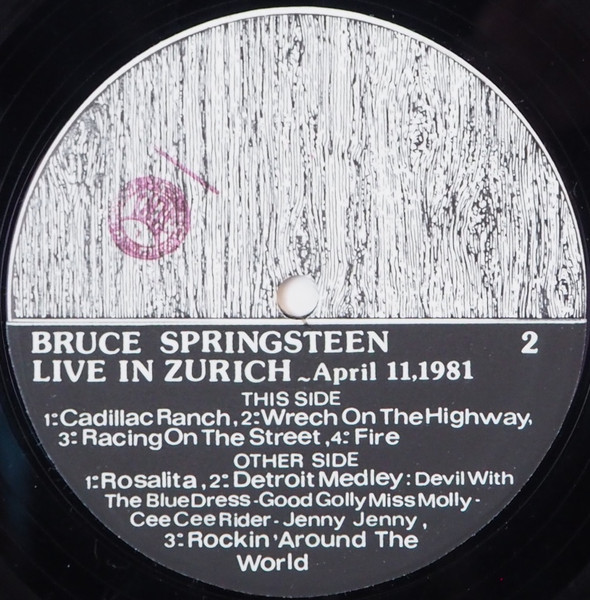 BRUCE SPRINGSTEEN 2
LIVE IN ZURICH ~April 11,1981
THIS SIDE
1:Cadillac Ranch, 2:Wrech On The Highway,
3: Racing On The Street, 4: Fire
OTHER SIDE
1:Rosalita, 2: Detroit Medley: Devil With
The Blue Dress -Good Golly Miss Molly-
Cee Cee Rider- Jenny Jenny,
3: Rockin 'Around The
World